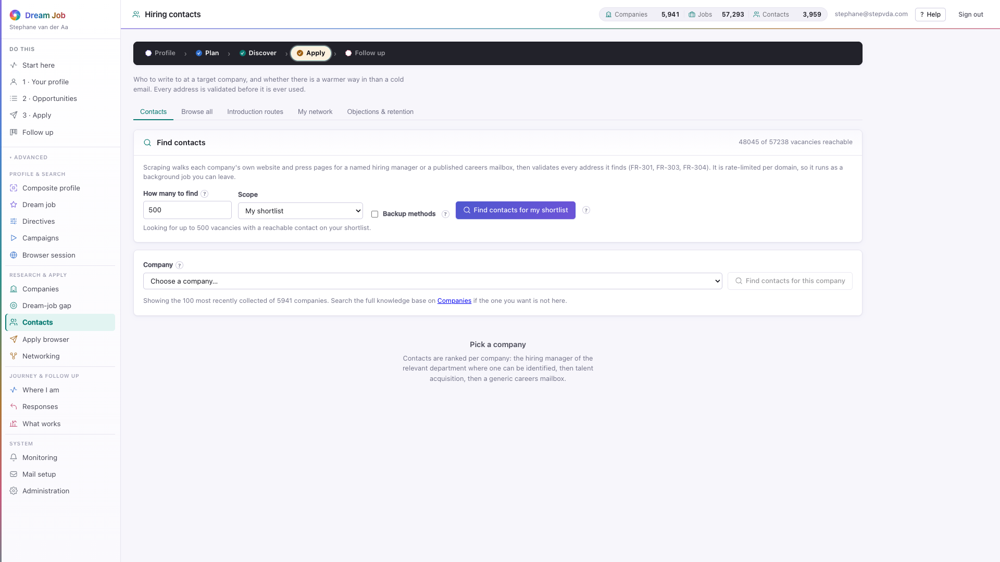 Dream Job
Stephane van der Aa
DO THIS
Start here
1 · Your profile
2 · Opportunities
3 · Apply
Follow up
ADVANCED
PROFILE & SEARCH
Composite profile
Dream job
Directives
Campaigns
Browser session
RESEARCH & APPLY
Companies
Dream-job gap
Contacts
Apply browser
Networking
JOURNEY & FOLLOW UP
Where I am
Responses
What works
SYSTEM
Monitoring
Mail setup
Administration
Hiring contacts
Companies 5,941 Jobs 57,293 Contacts 3,959
stephane@stepvda.com
? Help
Sign out
Profile › Plan › Discover › Apply › Follow up
Who to write to at a target company, and whether there is a warmer way in than a cold
email. Every address is validated before it is ever used.
Contacts Browse all Introduction routes My network Objections & retention
Find contacts
48045 of 57238 vacancies reachable
Scraping walks each company's own website and press pages for a named hiring manager or a published careers mailbox, then validates every address it finds (FR-301, FR-303, FR-304). It is rate-limited per domain, so it runs as a
background job you can leave.
How many to find ?
Scope
500
My shortlist
Backup methods ?
Find contacts for my shortlist ?
Looking for up to 500 vacancies with a reachable contact on your shortlist.
Company ?
Choose a company...
Find contacts for this company
Showing the 100 most recently collected of 5941 companies. Search the full knowledge base on Companies if the one you want is not here.
Pick a company
Contacts are ranked per company: the hiring manager of the
relevant department where one can be identified, then talent
acquisition, then a generic careers mailbox.